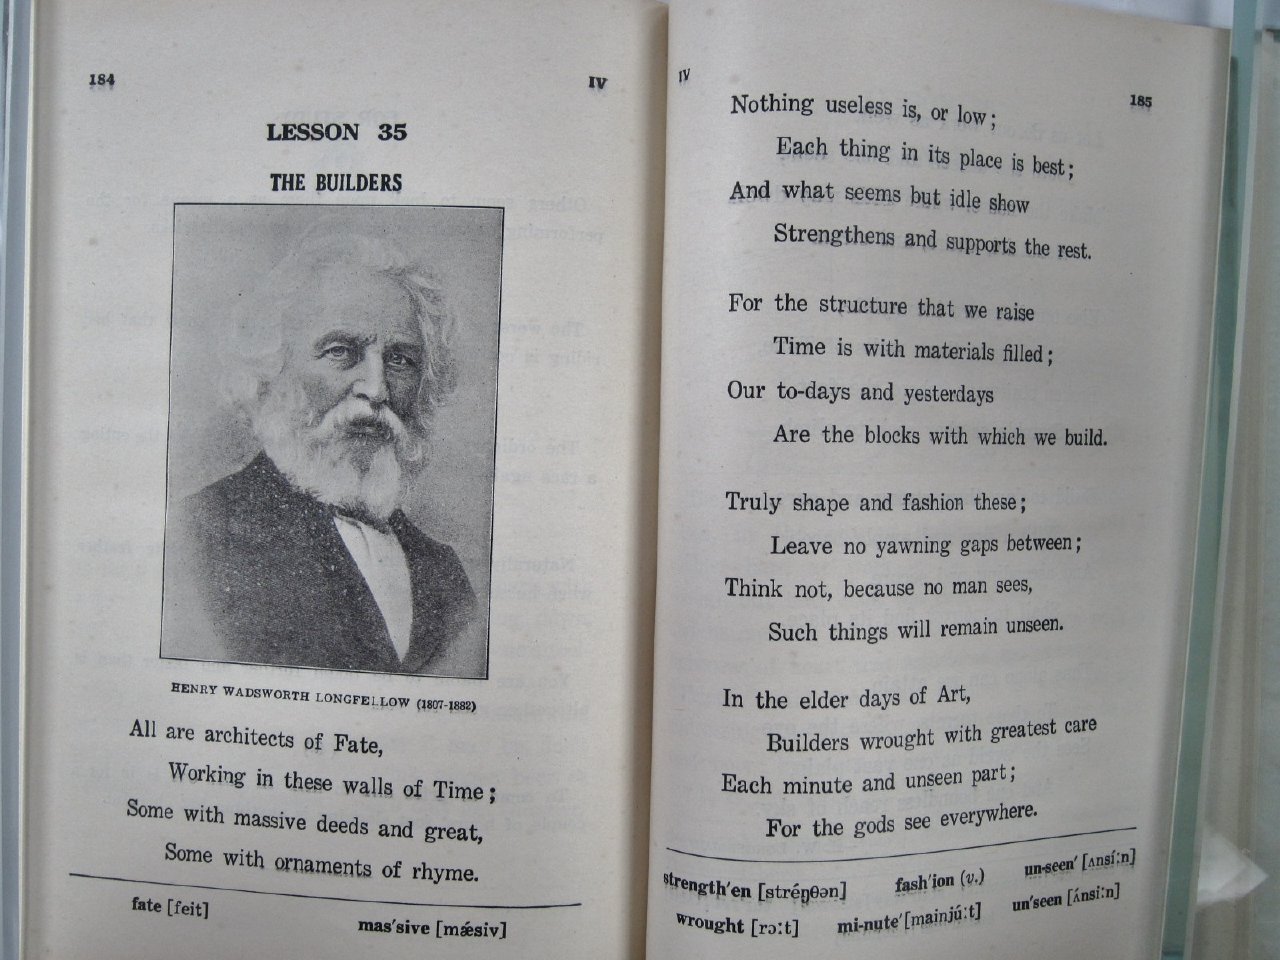 184
IV
LESSON 35
THE BUILDERS
HENRY WADSWORTH LONGFELLOW (1807-1882)
All are architects of Fate,
Working in these walls of Time;
Some with massive deeds and great,
Some with ornaments of rhyme.
fate [feit]
mas′sive [mǽsiv]
IV
185
Nothing useless is, or low;
Each thing in its place is best;
And what seems but idle show
Strengthens and supports the rest.
For the structure that we raise
Time is with materials filled;
Our to-days and yesterdays
Are the blocks with which we build.
Truly shape and fashion these;
Leave no yawning gaps between;
Think not, because no man sees,
Such things will remain unseen.
In the elder days of Art,
Builders wrought with greatest care
Each minute and unseen part;
For the gods see everywhere.
strength′en [stréŋθən] fash′ion (v.) un-seen′ [ʌnsí:n]
wrought [rɔ:t] mi-nute′ [mainjú:t] un′seen [ʌ́nsi:n]